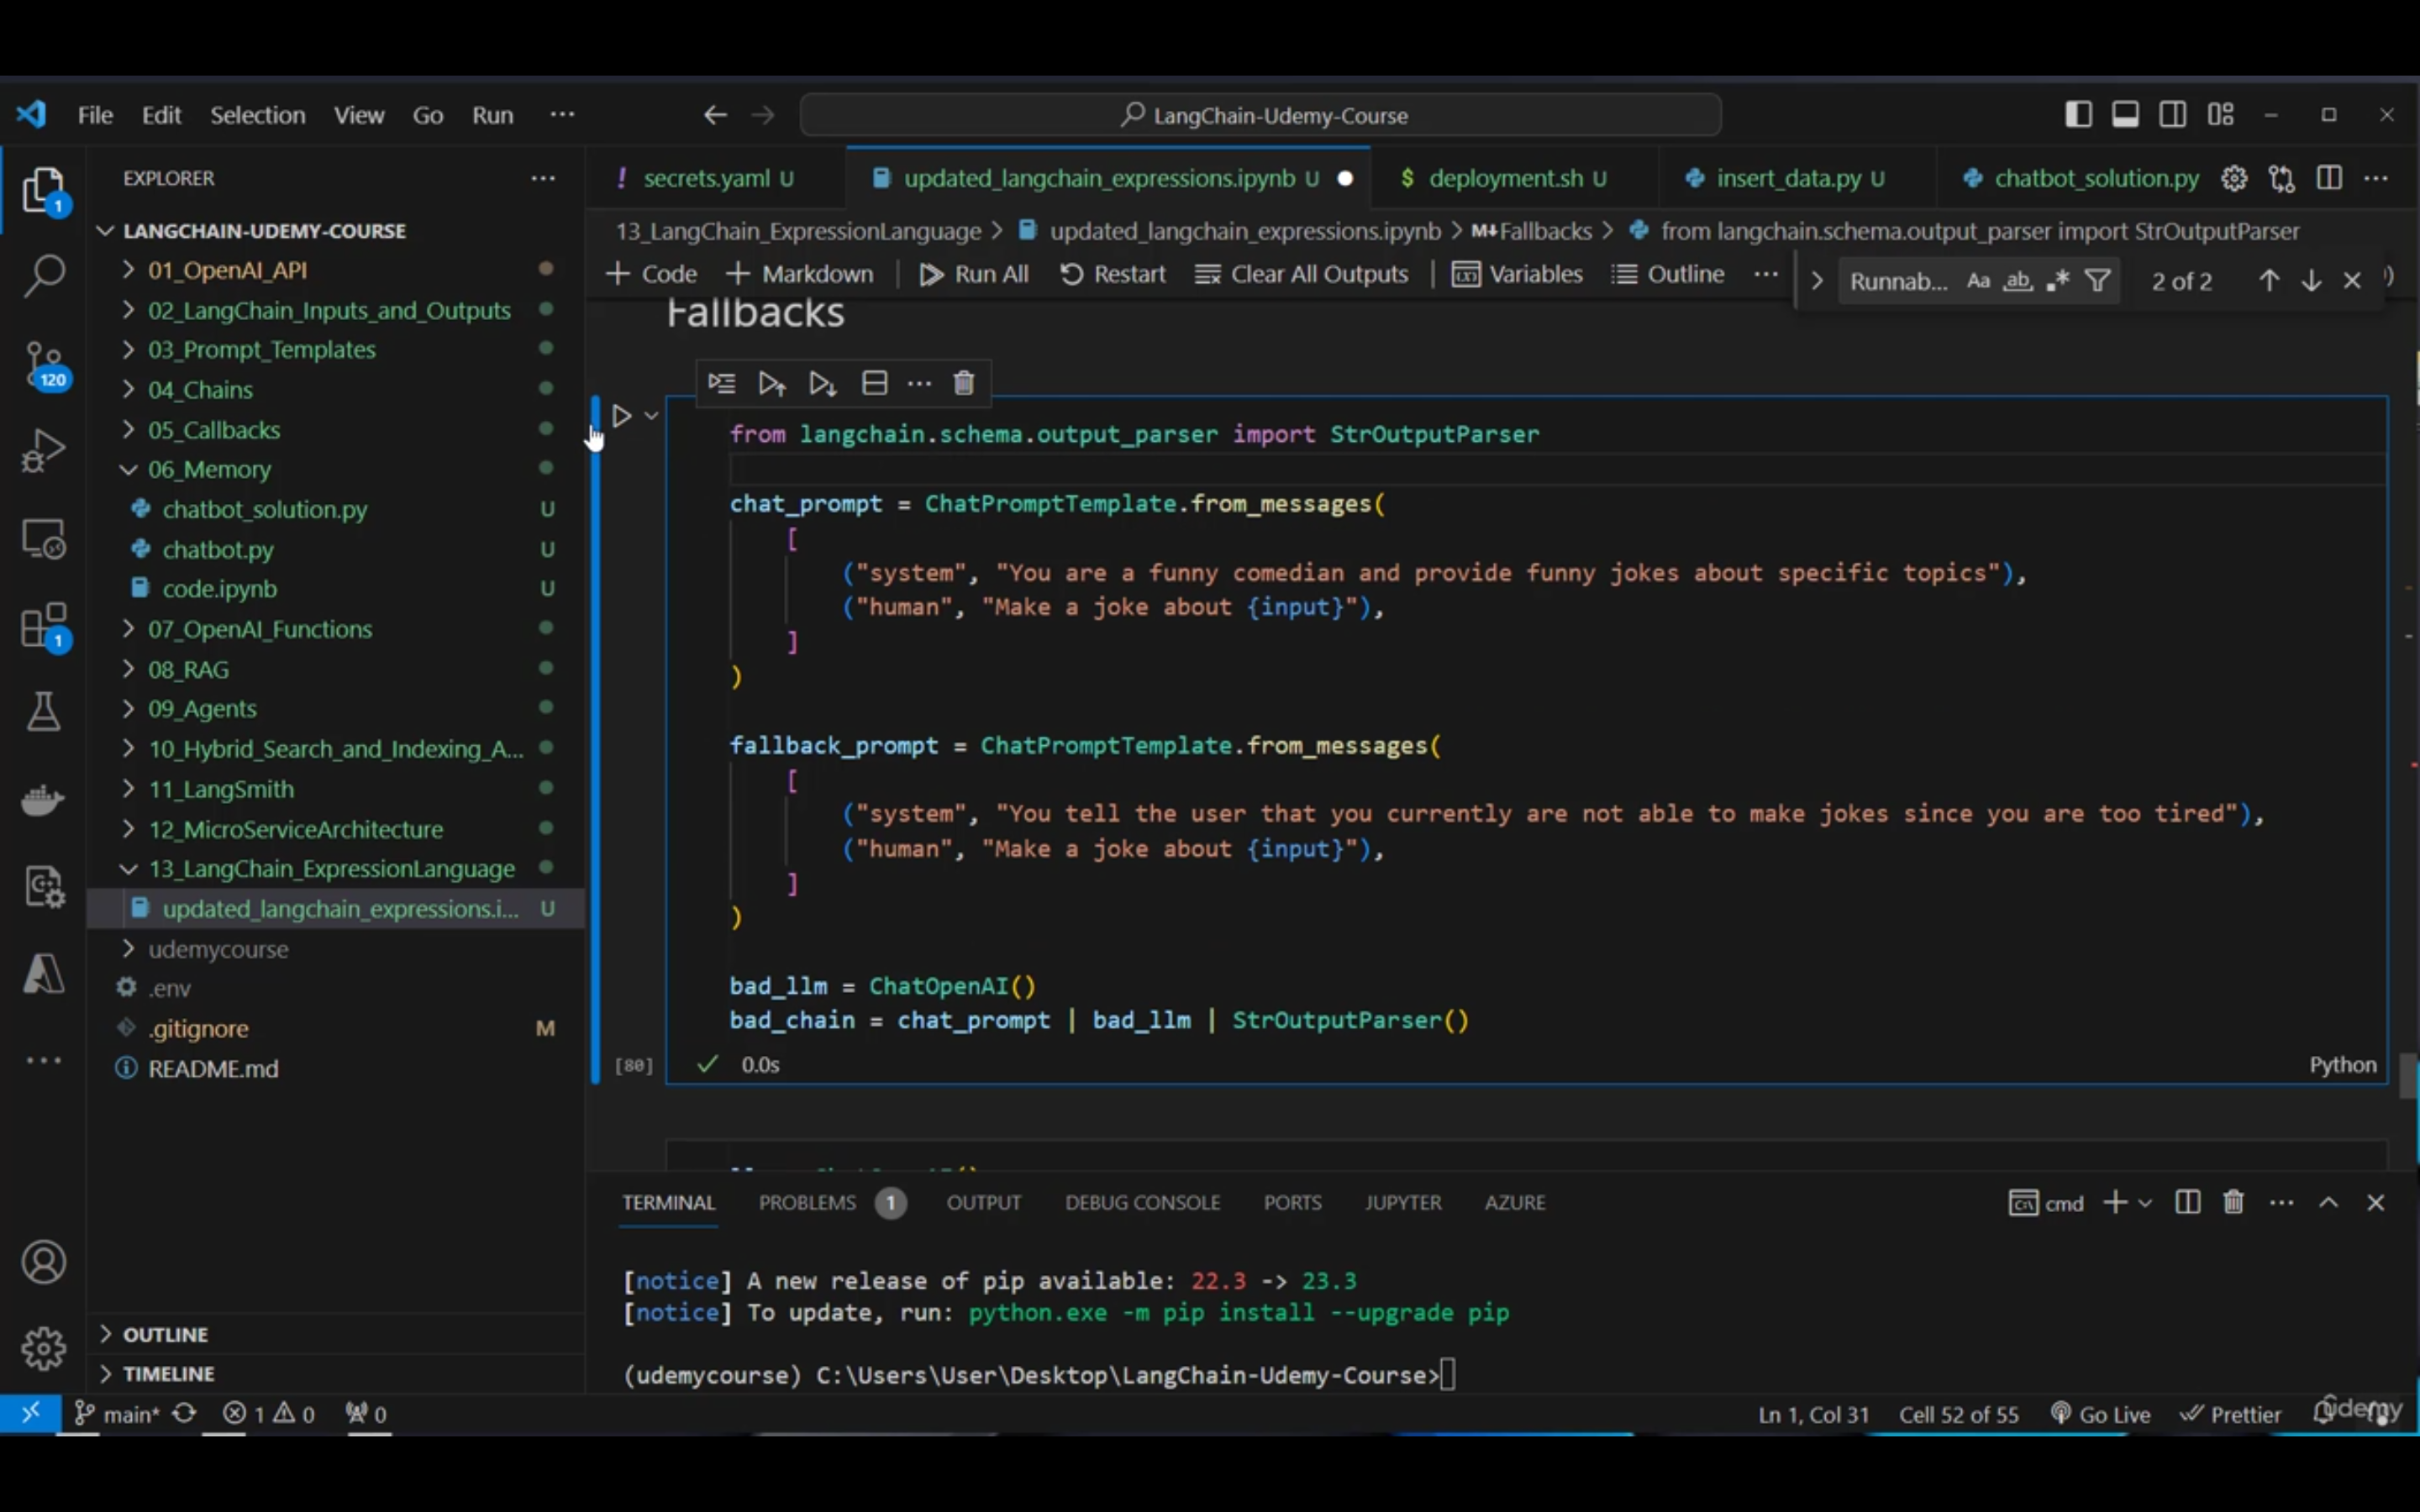 File Edit Selection View Go Run ···
LangChain-Udemy-Course
EXPLORER
1
LANGCHAIN-UDEMY-COURSE
01_OpenAI_API
02_LangChain_Inputs_and_Outputs
03_Prompt_Templates
04_Chains
120
05_Callbacks
06_Memory
chatbot_solution.py U
chatbot.py U
code.ipynb U
07_OpenAI_Functions
1
08_RAG
09_Agents
10_Hybrid_Search_and_Indexing_A...
11_LangSmith
12_MicroServiceArchitecture
13_LangChain_ExpressionLanguage
updated_langchain_expressions.i... U
udemycourse
.env
.gitignore M
README.md
OUTLINE
TIMELINE
! secrets.yaml U
updated_langchain_expressions.ipynb U
$ deployment.sh U
insert_data.py U
chatbot_solution.py
13_LangChain_ExpressionLanguage > updated_langchain_expressions.ipynb > M↓Fallbacks > from langchain.schema.output_parser import StrOutputParser
+ Code + Markdown | Run All Restart Clear All Outputs | Variables Outline ···
Runnab... Aa ab 2 of 2
Fallbacks
from langchain.schema.output_parser import StrOutputParser
chat_prompt = ChatPromptTemplate.from_messages(
[
("system", "You are a funny comedian and provide funny jokes about specific topics"),
("human", "Make a joke about {input}"),
]
)
fallback_prompt = ChatPromptTemplate.from_messages(
[
("system", "You tell the user that you currently are not able to make jokes since you are too tired"),
("human", "Make a joke about {input}"),
]
)
bad_llm = ChatOpenAI()
bad_chain = chat_prompt | bad_llm | StrOutputParser()
[80] 0.0s Python
TERMINAL PROBLEMS 1 OUTPUT DEBUG CONSOLE PORTS JUPYTER AZURE
cmd
[notice] A new release of pip available: 22.3 -> 23.3
[notice] To update, run: python.exe -m pip install --upgrade pip
(udemycourse) C:\Users\User\Desktop\LangChain-Udemy-Course>
main* 1 0 0
Ln 1, Col 31 Cell 52 of 55 Go Live Prettier
udemy